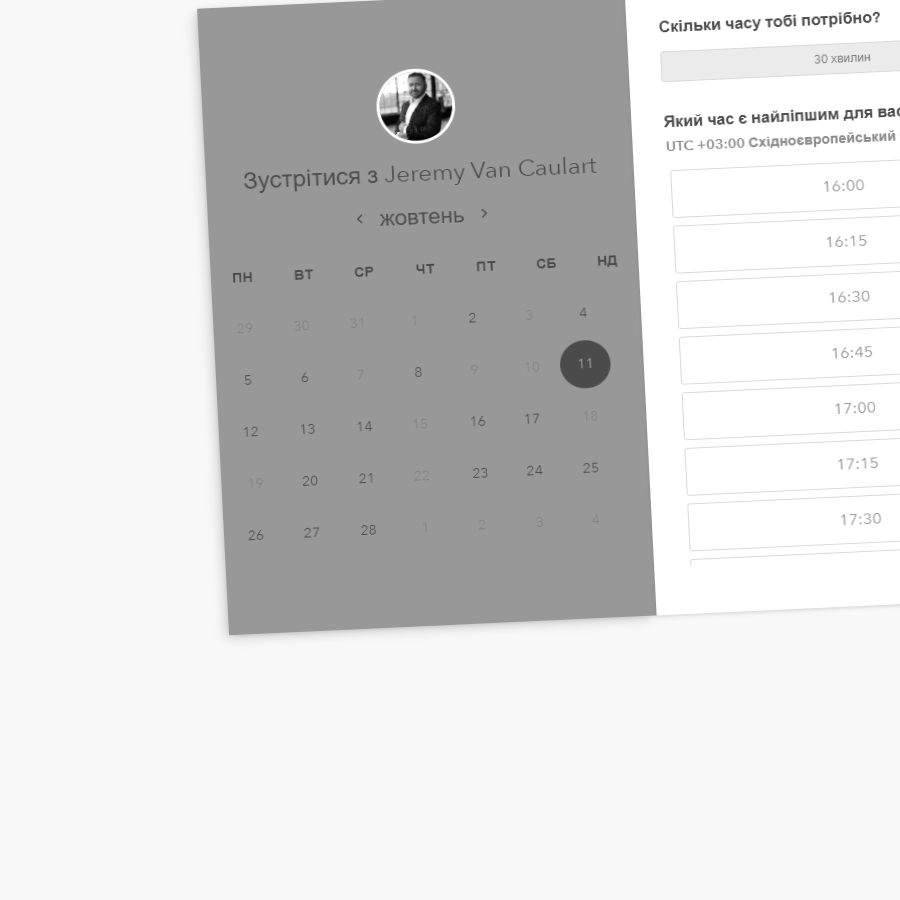 Зустрітися з Jeremy Van Caulart
жовтень
ПН ВТ СР ЧТ ПТ СБ НД
29 30 31 1 2 3 4
5 6 7 8 9 10 11
12 13 14 15 16 17 18
19 20 21 22 23 24 25
26 27 28 1 2 3 4
Скільки часу тобі потрібно?
30 хвилин
Який час є найліпшим для вас
UTC +03:00 Східноєвропейський
16:00
16:15
16:30
16:45
17:00
17:15
17:30